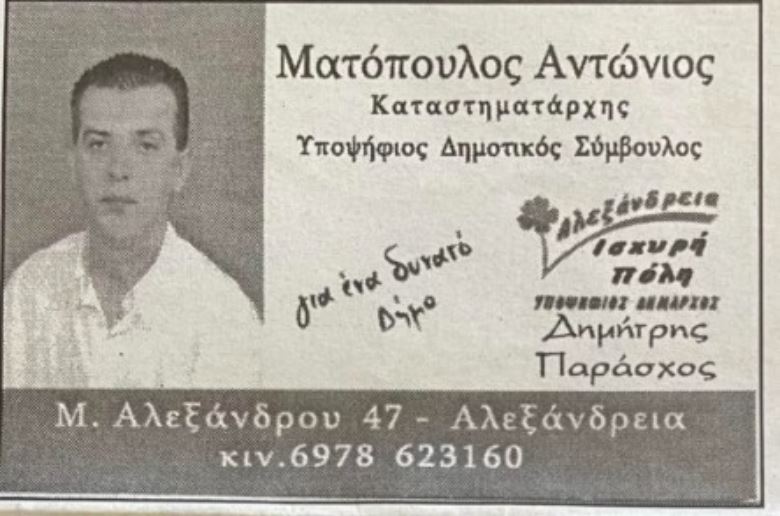 Ματόπουλος Αντώνιος
Καταστηματάρχης
Υποψήφιος Δημοτικός Σύμβουλος
για ένα δυνατό
Δήμο
Αλεξάνδρεια
Ισχυρή
Πόλη
ΥΠΟΨΗΦΙΟΣ ΔΗΜΑΡΧΟΣ
Δημήτρης
Παράσχος
Μ. Αλεξάνδρου 47 - Αλεξάνδρεια
κιν.6978 623160